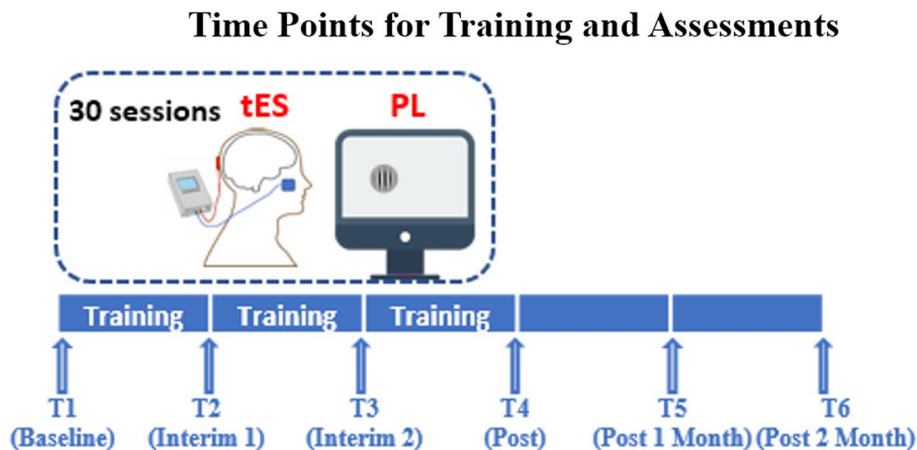 Time Points for Training and Assessments
30 sessions tES PL
Training Training Training
T1 T2 T3 T4 T5 T6
(Baseline) (Interim 1) (Interim 2) (Post) (Post 1 Month) (Post 2 Month)